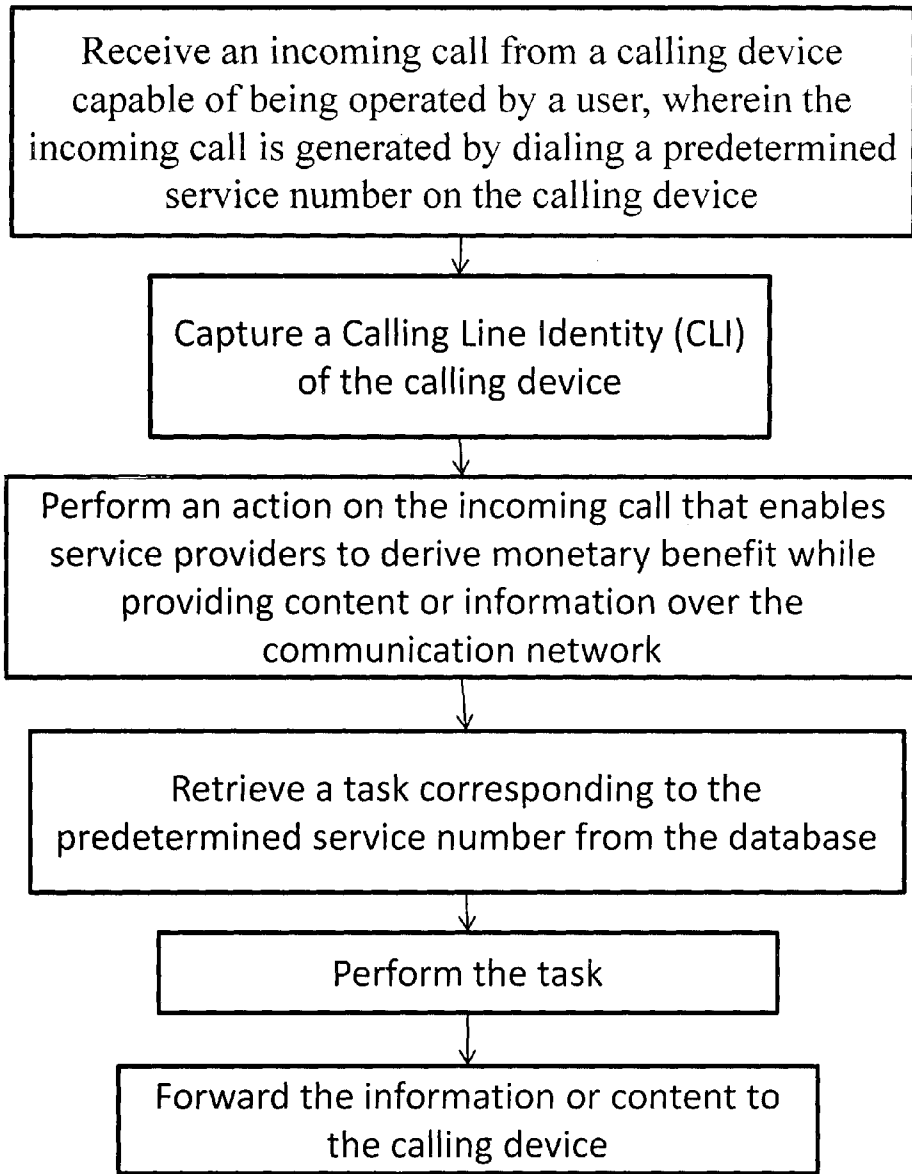 Receive an incoming call from a calling device
capable of being operated by a user, wherein the
incoming call is generated by dialing a predetermined
service number on the calling device
Capture a Calling Line Identity (CLI)
of the calling device
Perform an action on the incoming call that enables
service providers to derive monetary benefit while
providing content or information over the
communication network
Retrieve a task corresponding to the
predetermined service number from the database
Perform the task
Forward the information or content to
the calling device